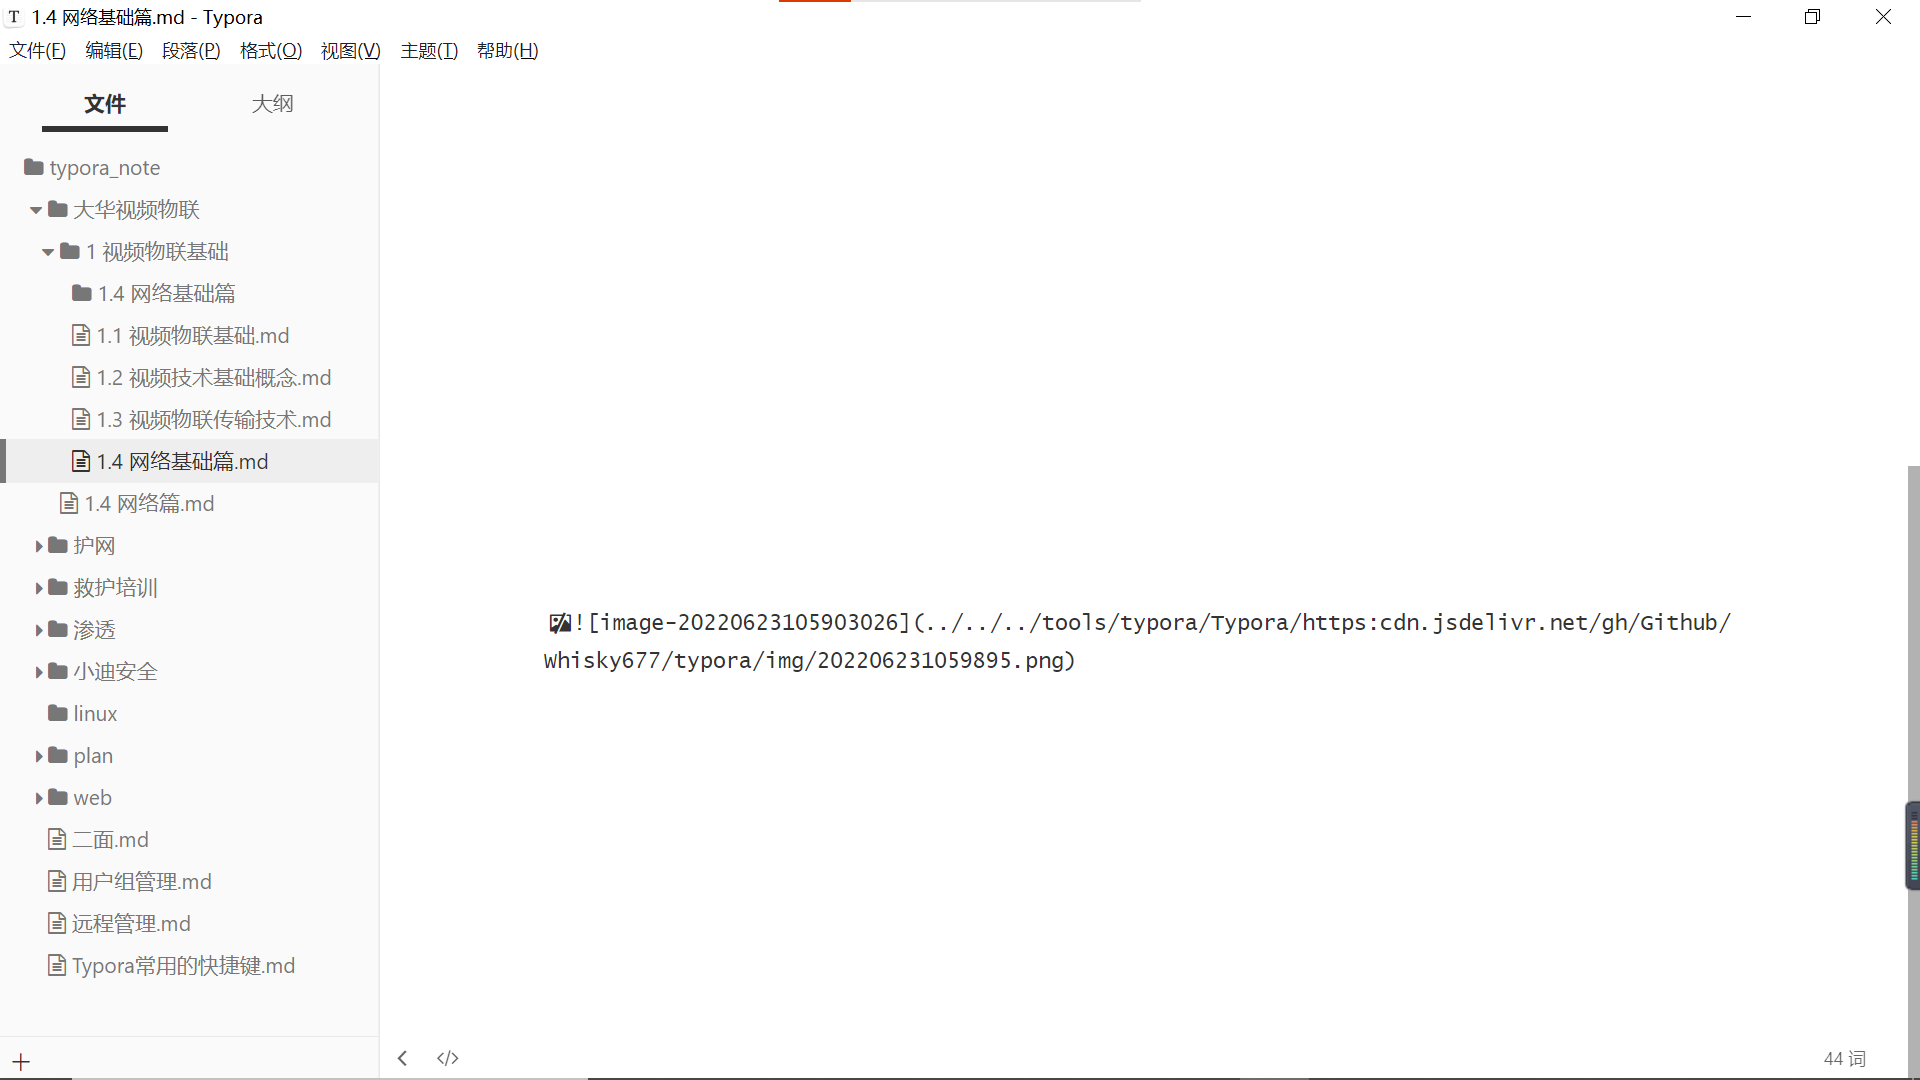 1.4 网络基础篇.md - Typora
文件(F) 编辑(E) 段落(P) 格式(O) 视图(V) 主题(T) 帮助(H)
文件 大纲
typora_note
大华视频物联
1 视频物联基础
1.4 网络基础篇
1.1 视频物联基础.md
1.2 视频技术基础概念.md
1.3 视频物联传输技术.md
1.4 网络基础篇.md
1.4 网络篇.md
护网
救护培训
渗透
小迪安全
linux
plan
web
二面.md
用户组管理.md
远程管理.md
Typora常用的快捷键.md
![image-20220623105903026](../../../tools/typora/Typora/https:cdn.jsdelivr.net/gh/Github/
Whisky677/typora/img/202206231059895.png)
44 词